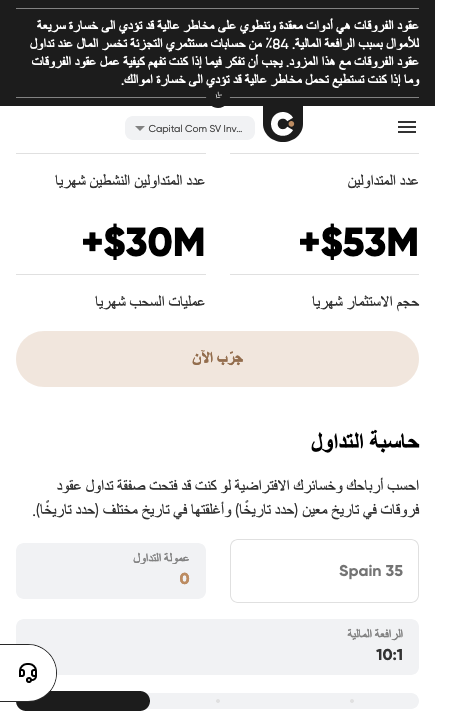 عقود الفروقات هي أدوات معقدة وتنطوي على مخاطر عالية قد تؤدي الى خسارة سريعة
للأموال بسبب الرافعة المالية. 84٪ من حسابات مستثمري التجزئة تخسر المال عند تداول
عقود الفروقات مع هذا المزود. يجب أن تفكر فيما إذا كنت تفهم كيفية عمل عقود الفروقات
وما إذا كنت تستطيع تحمل مخاطر عالية قد تؤدي الى خسارة اموالك.
Capital Com SV Inv...
عدد المتداولين
عدد المتداولين النشطين شهريا
$53M+
$30M+
حجم الاستثمار شهريا
عمليات السحب شهريا
جرّب الآن
حاسبة التداول
احسب أرباحك وخسائرك الافتراضية لو كنت قد فتحت صفقة تداول عقود
فروقات في تاريخ معين (حدد تاريخًا) وأغلقتها في تاريخ مختلف (حدد تاريخًا).
Spain 35
عمولة التداول
0
الرافعة المالية
10:1